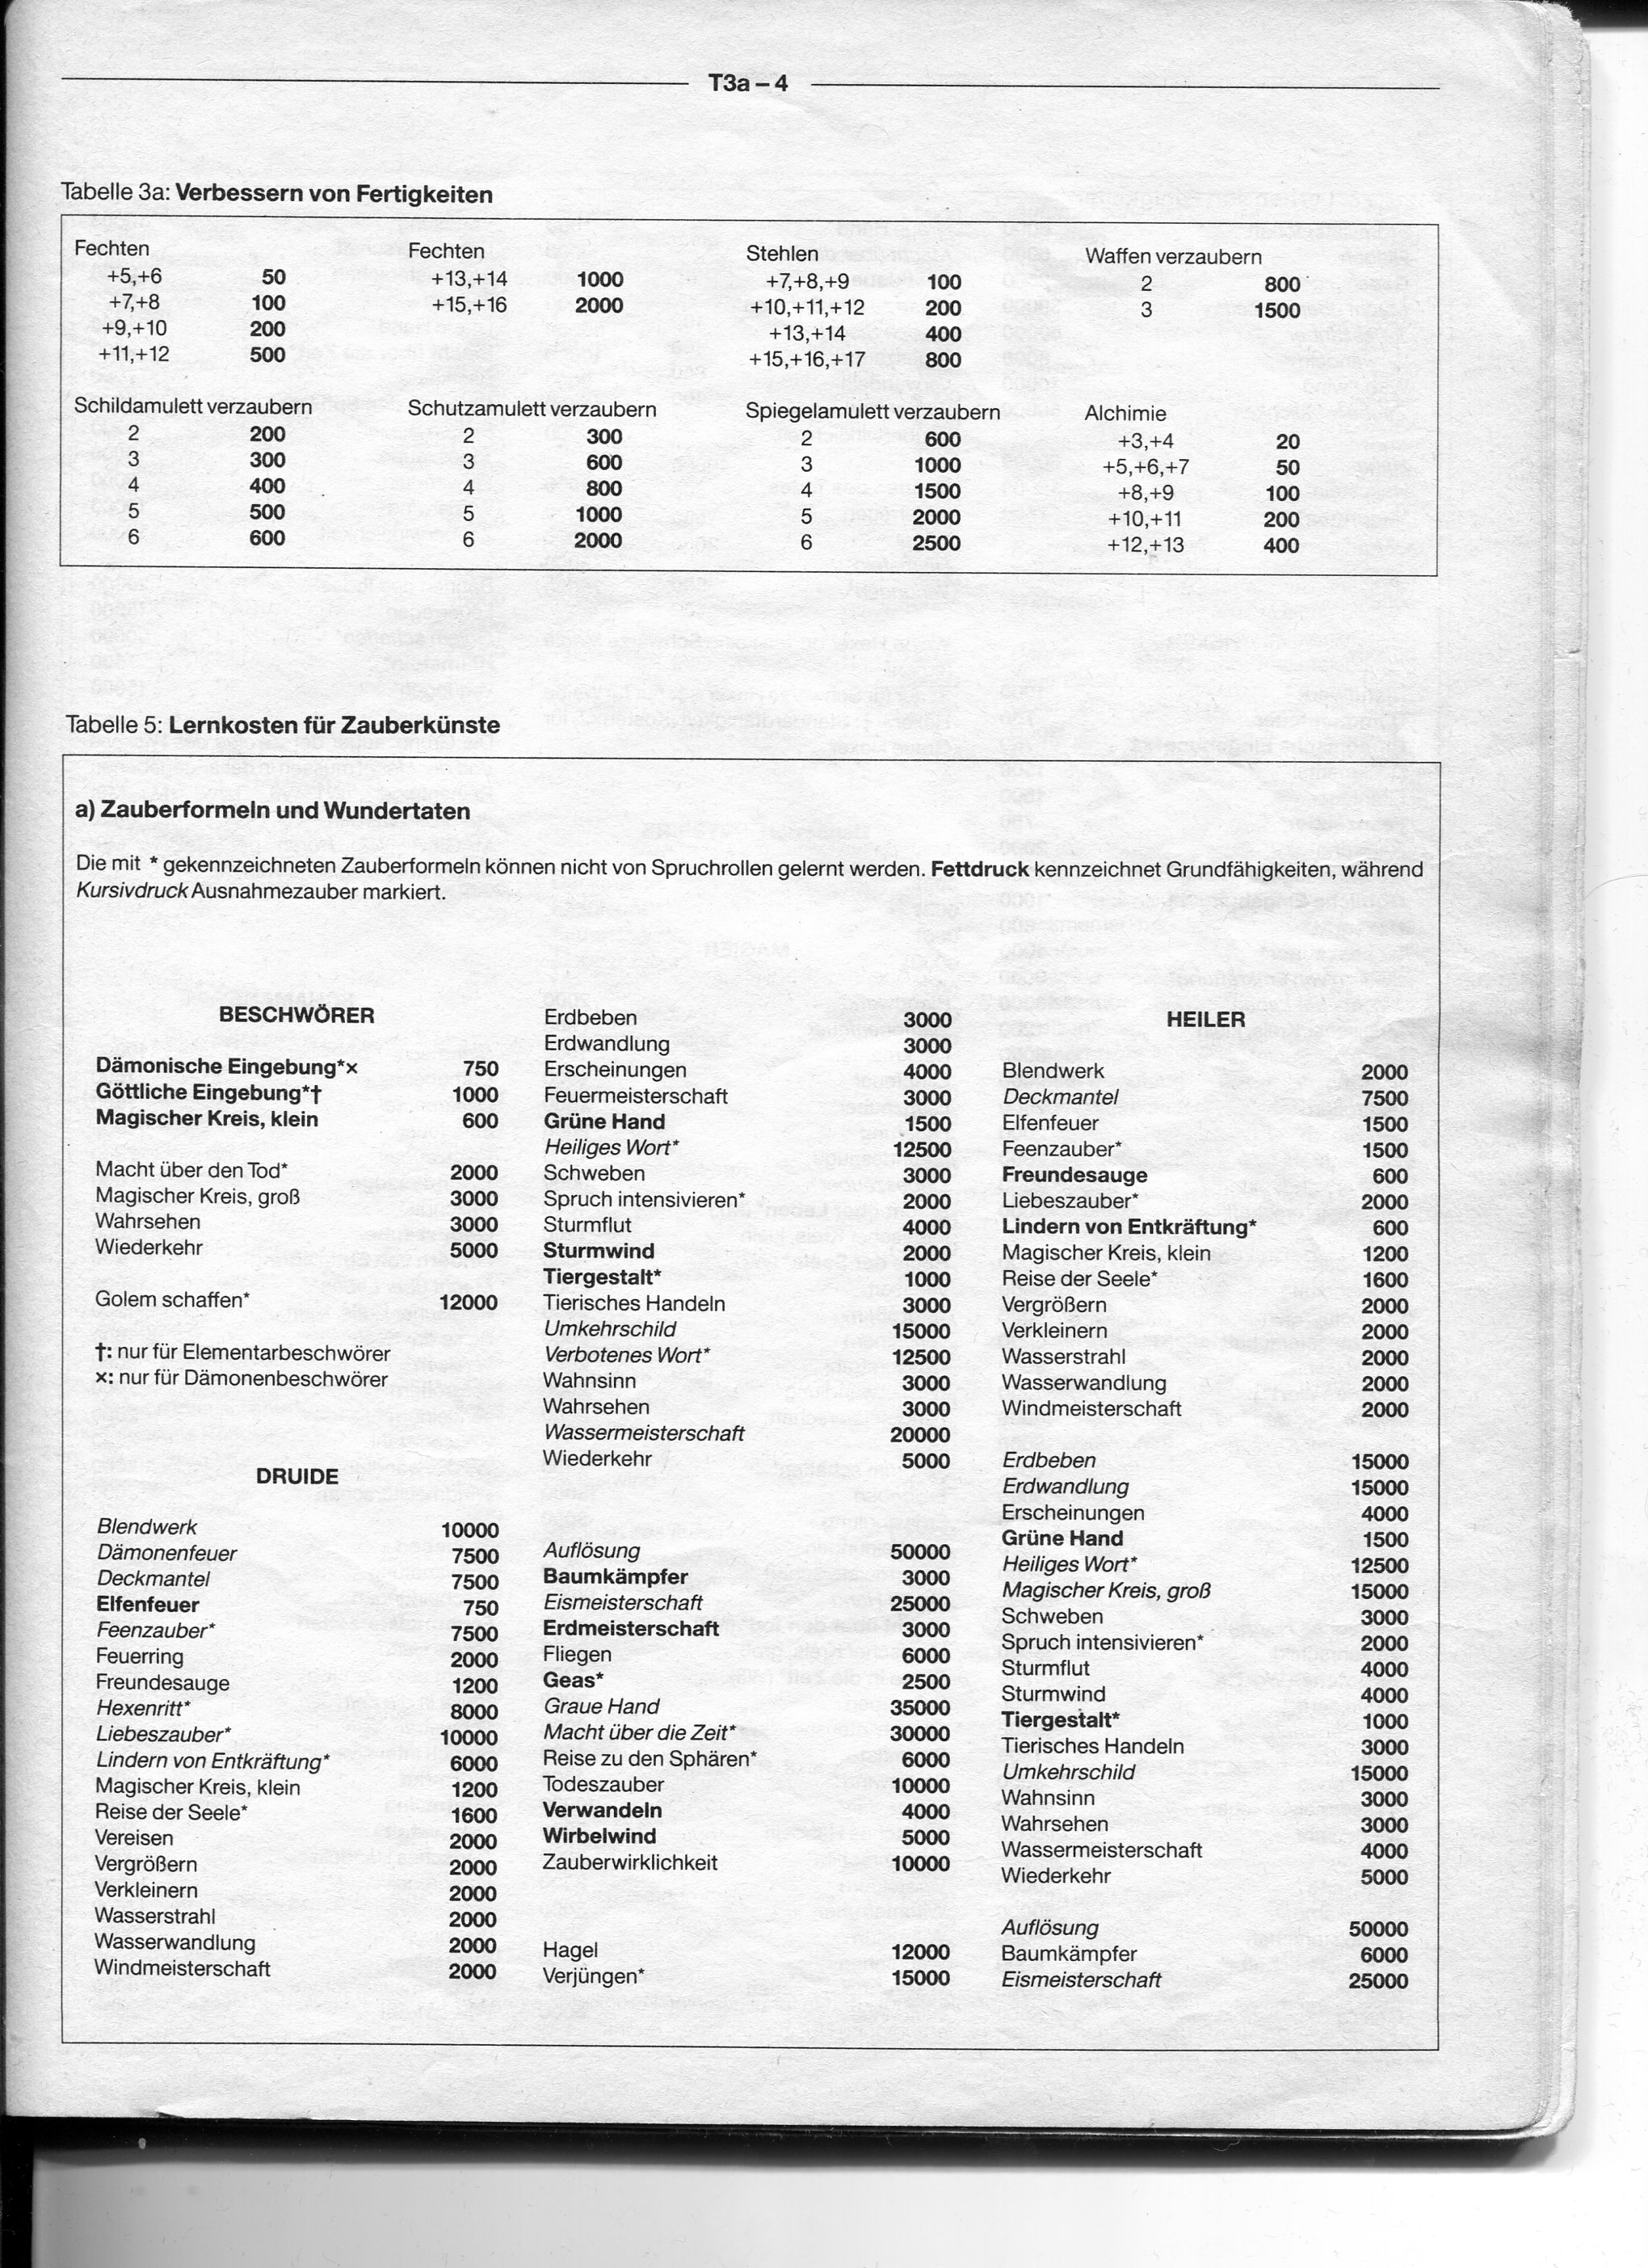 T3a – 4
Tabelle 3a: Verbessern von Fertigkeiten
Fechten
+5,+6 50
+7,+8 100
+9,+10 200
+11,+12 500
Fechten
+13,+14 1000
+15,+16 2000
Stehlen
+7,+8,+9 100
+10,+11,+12 200
+13,+14 400
+15,+16,+17 800
Waffen verzaubern
2 800
3 1500
Schildamulett verzaubern
2 200
3 300
4 400
5 500
6 600
Schutzamulett verzaubern
2 300
3 600
4 800
5 1000
6 2000
Spiegelamulett verzaubern
2 600
3 1000
4 1500
5 2000
6 2500
Alchimie
+3,+4 20
+5,+6,+7 50
+8,+9 100
+10,+11 200
+12,+13 400
Tabelle 5: Lernkosten für Zauberkünste
a) Zauberformeln und Wundertaten
Die mit * gekennzeichneten Zauberformeln können nicht von Spruchrollen gelernt werden. Fettdruck kennzeichnet Grundfähigkeiten, während
Kursivdruck Ausnahmezauber markiert.
BESCHWÖRER
Dämonische Eingebung*× 750
Göttliche Eingebung*† 1000
Magischer Kreis, klein 600
Macht über den Tod* 2000
Magischer Kreis, groß 3000
Wahrsehen 3000
Wiederkehr 5000
Golem schaffen* 12000
†: nur für Elementarbeschwörer
×: nur für Dämonenbeschwörer
DRUIDE
Blendwerk 10000
Dämonenfeuer 7500
Deckmantel 7500
Elfenfeuer 750
Feenzauber* 7500
Feuerring 2000
Freundesauge 1200
Hexenritt* 8000
Liebeszauber* 10000
Lindern von Entkräftung* 6000
Magischer Kreis, klein 1200
Reise der Seele* 1600
Vereisen 2000
Vergrößern 2000
Verkleinern 2000
Wasserstrahl 2000
Wasserwandlung 2000
Windmeisterschaft 2000
Erdbeben 3000
Erdwandlung 3000
Erscheinungen 4000
Feuermeisterschaft 3000
Grüne Hand 1500
Heiliges Wort* 12500
Schweben 3000
Spruch intensivieren* 2000
Sturmflut 4000
Sturmwind 2000
Tiergestalt* 1000
Tierisches Handeln 3000
Umkehrschild 15000
Verbotenes Wort* 12500
Wahnsinn 3000
Wahrsehen 3000
Wassermeisterschaft 20000
Wiederkehr 5000
Auflösung 50000
Baumkämpfer 3000
Eismeisterschaft 25000
Erdmeisterschaft 3000
Fliegen 6000
Geas* 2500
Graue Hand 35000
Macht über die Zeit* 30000
Reise zu den Sphären* 6000
Todeszauber 10000
Verwandeln 4000
Wirbelwind 5000
Zauberwirklichkeit 10000
Hagel 12000
Verjüngen* 15000
HEILER
Blendwerk 2000
Deckmantel 7500
Elfenfeuer 1500
Feenzauber* 1500
Freundesauge 600
Liebeszauber* 2000
Lindern von Entkräftung* 600
Magischer Kreis, klein 1200
Reise der Seele* 1600
Vergrößern 2000
Verkleinern 2000
Wasserstrahl 2000
Wasserwandlung 2000
Windmeisterschaft 2000
Erdbeben 15000
Erdwandlung 15000
Erscheinungen 4000
Grüne Hand 1500
Heiliges Wort* 12500
Magischer Kreis, groß 15000
Schweben 3000
Spruch intensivieren* 2000
Sturmflut 4000
Sturmwind 4000
Tiergestalt* 1000
Tierisches Handeln 3000
Umkehrschild 15000
Wahnsinn 3000
Wahrsehen 3000
Wassermeisterschaft 4000
Wiederkehr 5000
Auflösung 50000
Baumkämpfer 6000
Eismeisterschaft 25000